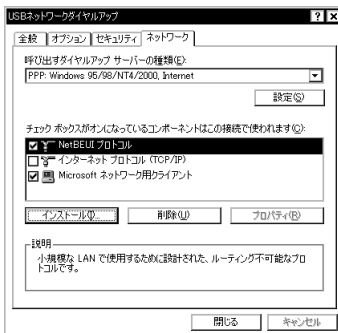 USBネットワークダイヤルアップ
全般 オプション セキュリティ ネットワーク
呼び出すダイヤルアップ サーバーの種類(E):
PPP: Windows 95/98/NT4/2000, Internet
設定(S)
チェック ボックスがオンになっているコンポーネントはこの接続で使われます(C):
NetBEUI プロトコル
インターネット プロトコル (TCP/IP)
Microsoft ネットワーク用クライアント
インストール(I)... 削除(U) プロパティ(R)
説明
小規模な LAN で使用するために設計された、ルーティング不可能なプロ
トコルです。
閉じる キャンセル